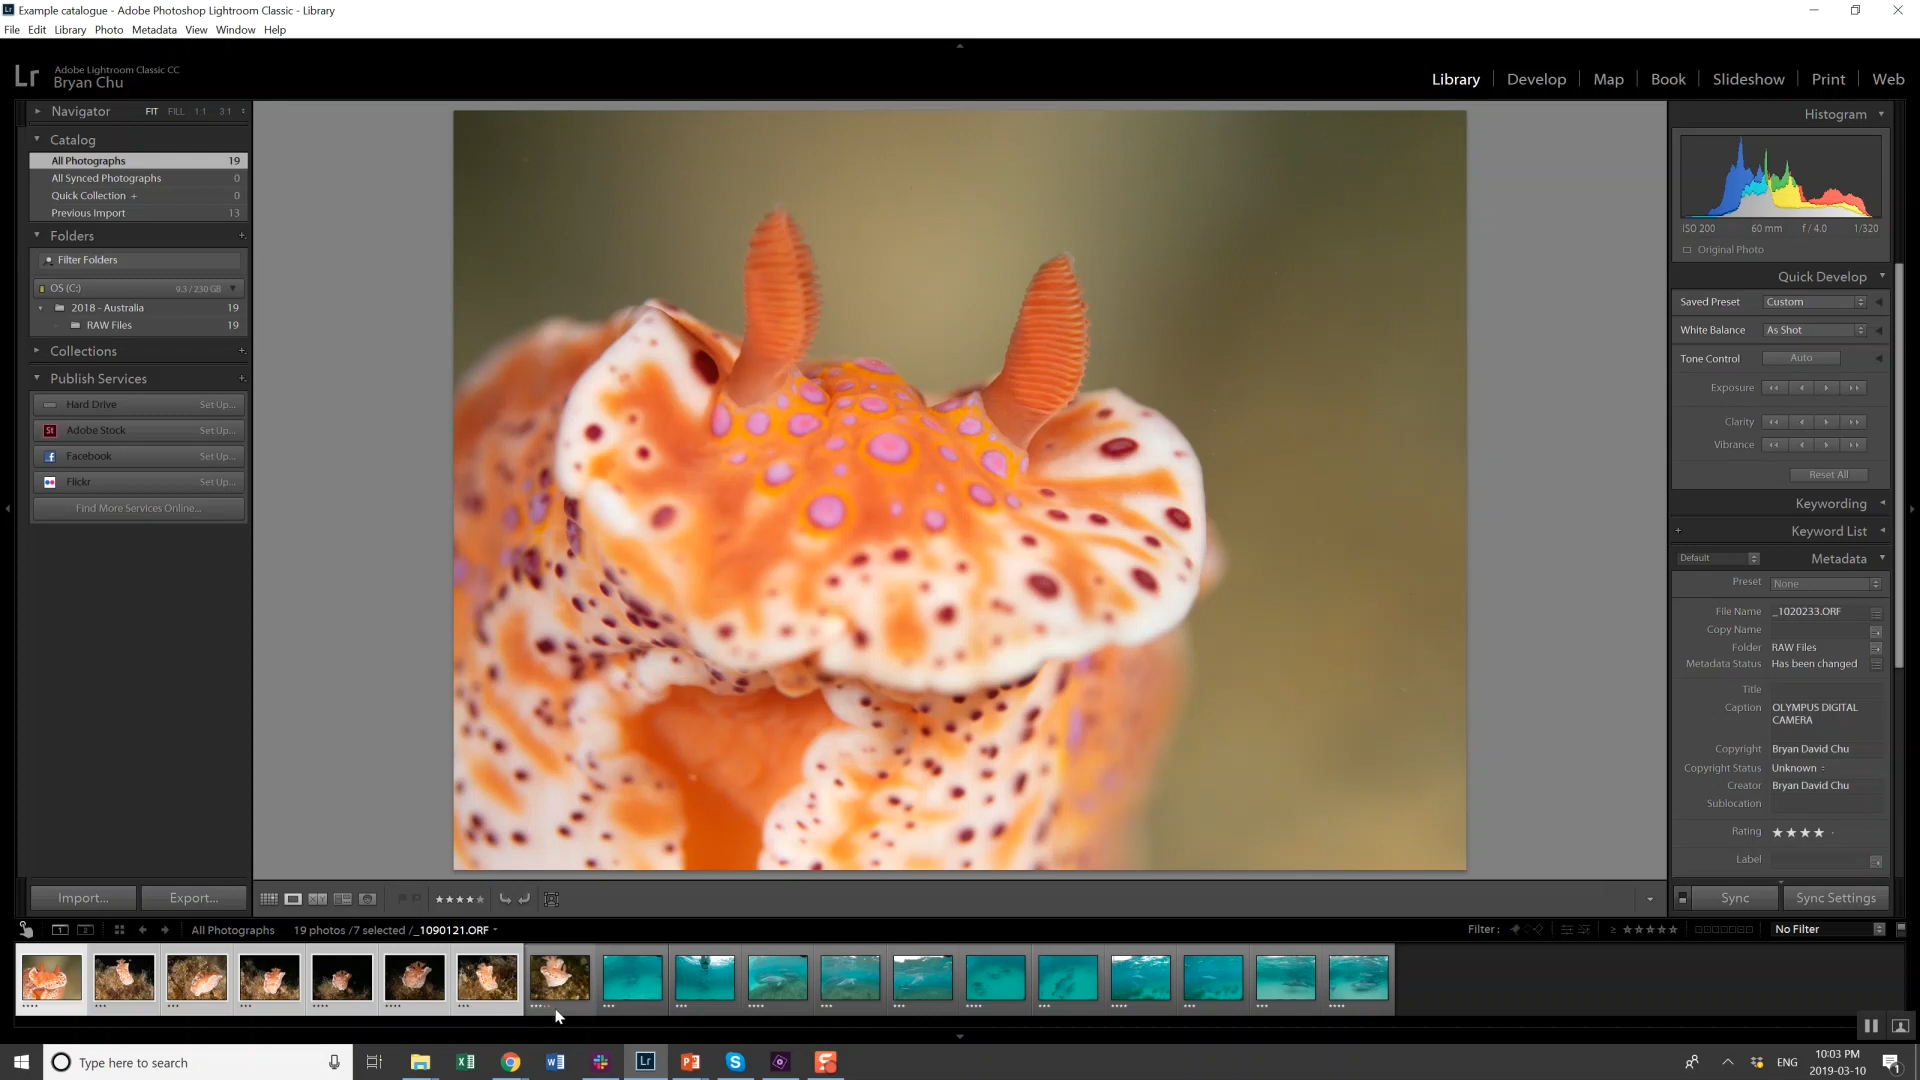 Example catalogue - Adobe Photoshop Lightroom Classic - Library
File Edit Library Photo Metadata View Window Help
Lr
Adobe Lightroom Classic CC
Bryan Chu
Library Develop Map Book Slideshow Print Web
Navigator FIT FILL 1:1 3:1
Catalog
All Photographs 19
All Synced Photographs 0
Quick Collection + 0
Previous Import 13
Folders +
Filter Folders
OS (C:) 9.3 / 230 GB
2018 - Australia 19
RAW Files 19
Collections +
Publish Services +
Hard Drive Set Up...
St Adobe Stock Set Up...
Facebook Set Up...
Flickr Set Up...
Find More Services Online...
Import... Export...
Histogram
ISO 200 60 mm f / 4.0 1/320
Original Photo
Quick Develop
Saved Preset Custom
White Balance As Shot
Tone Control Auto
Exposure
Clarity
Vibrance
Reset All
Keywording
+ Keyword List
Default Metadata
Preset None
File Name _1020233.ORF
Copy Name
Folder RAW Files
Metadata Status Has been changed
Title
Caption OLYMPUS DIGITAL
CAMERA
Copyright Bryan David Chu
Copyright Status Unknown
Creator Bryan David Chu
Sublocation
Rating ★★★★ ·
Label
Sync Sync Settings
★★★★★
1 2 All Photographs 19 photos / 7 selected / _1090121.ORF Filter : ≥ ★★★★★ No Filter
Type here to search
ENG
10:03 PM
2019-03-10
1